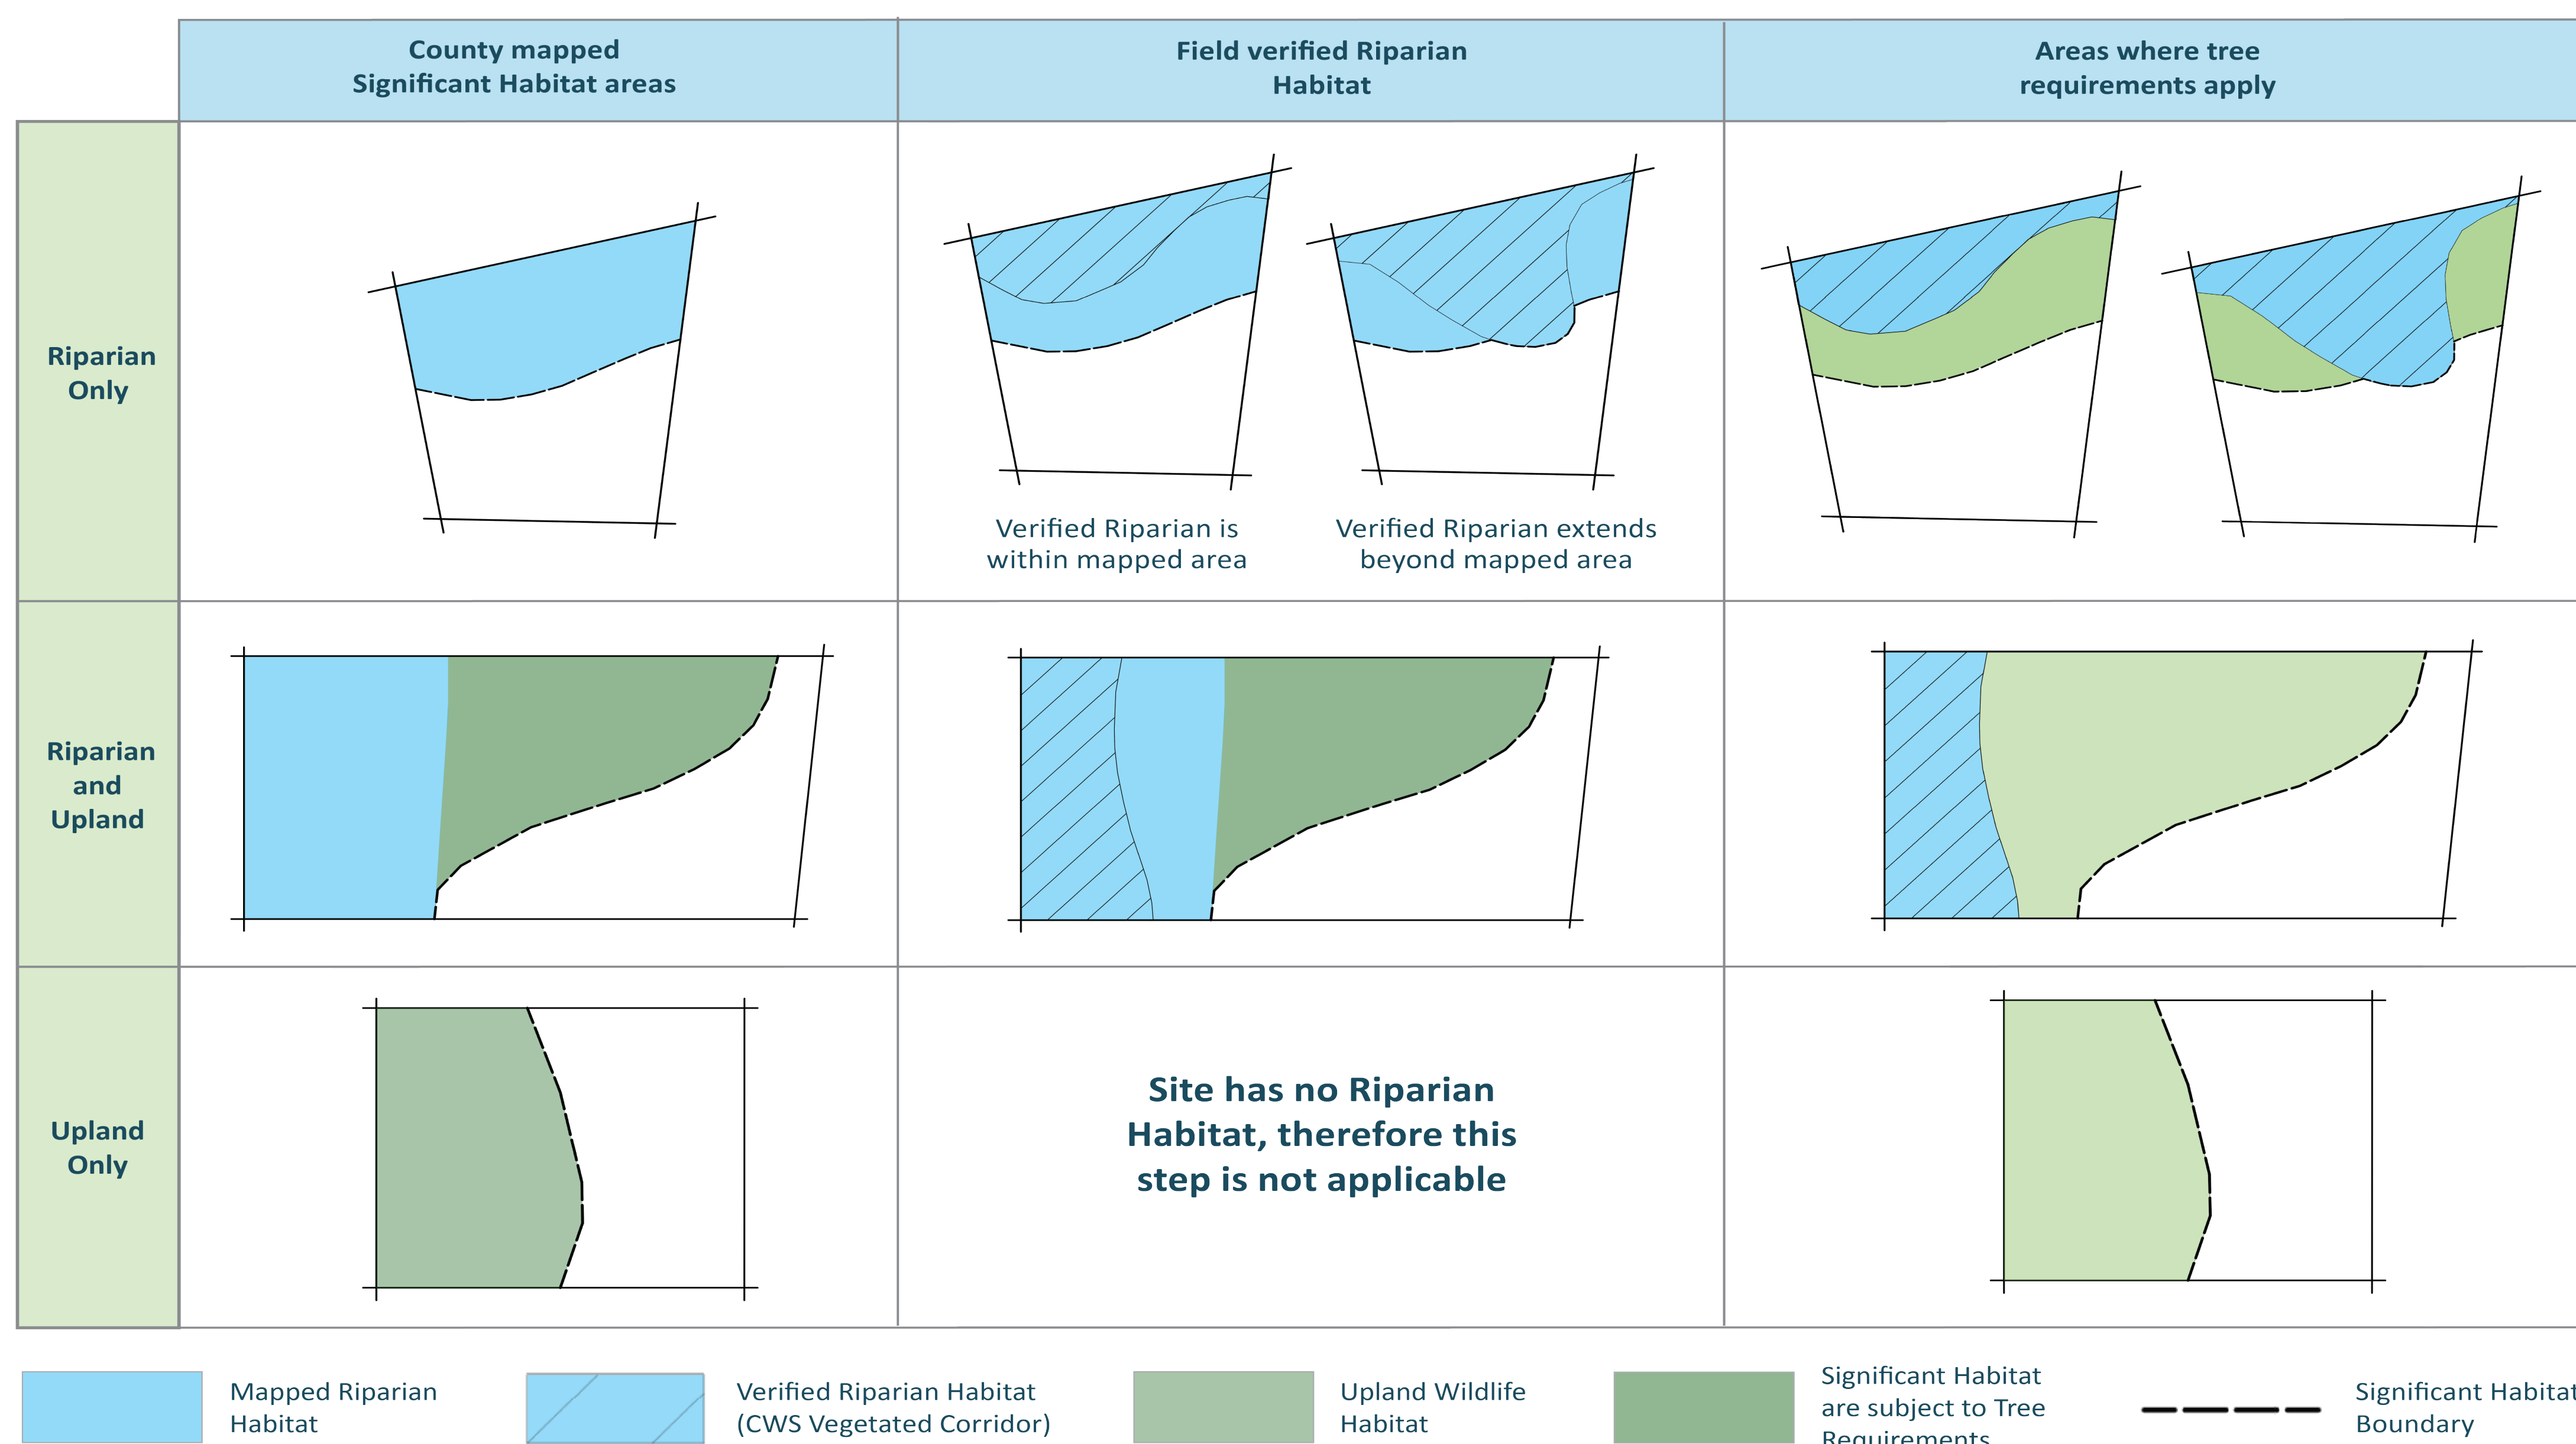 County mapped
Significant Habitat areas
Field verified Riparian
Habitat
Areas where tree
requirements apply
Riparian
Only
Verified Riparian is
within mapped area
Verified Riparian extends
beyond mapped area
Riparian
and
Upland
Upland
Only
Site has no Riparian
Habitat, therefore this
step is not applicable
Mapped Riparian
Habitat
Verified Riparian Habitat
(CWS Vegetated Corridor)
Upland Wildlife
Habitat
Significant Habitat
are subject to Tree
Requirements
Significant Habitat
Boundary